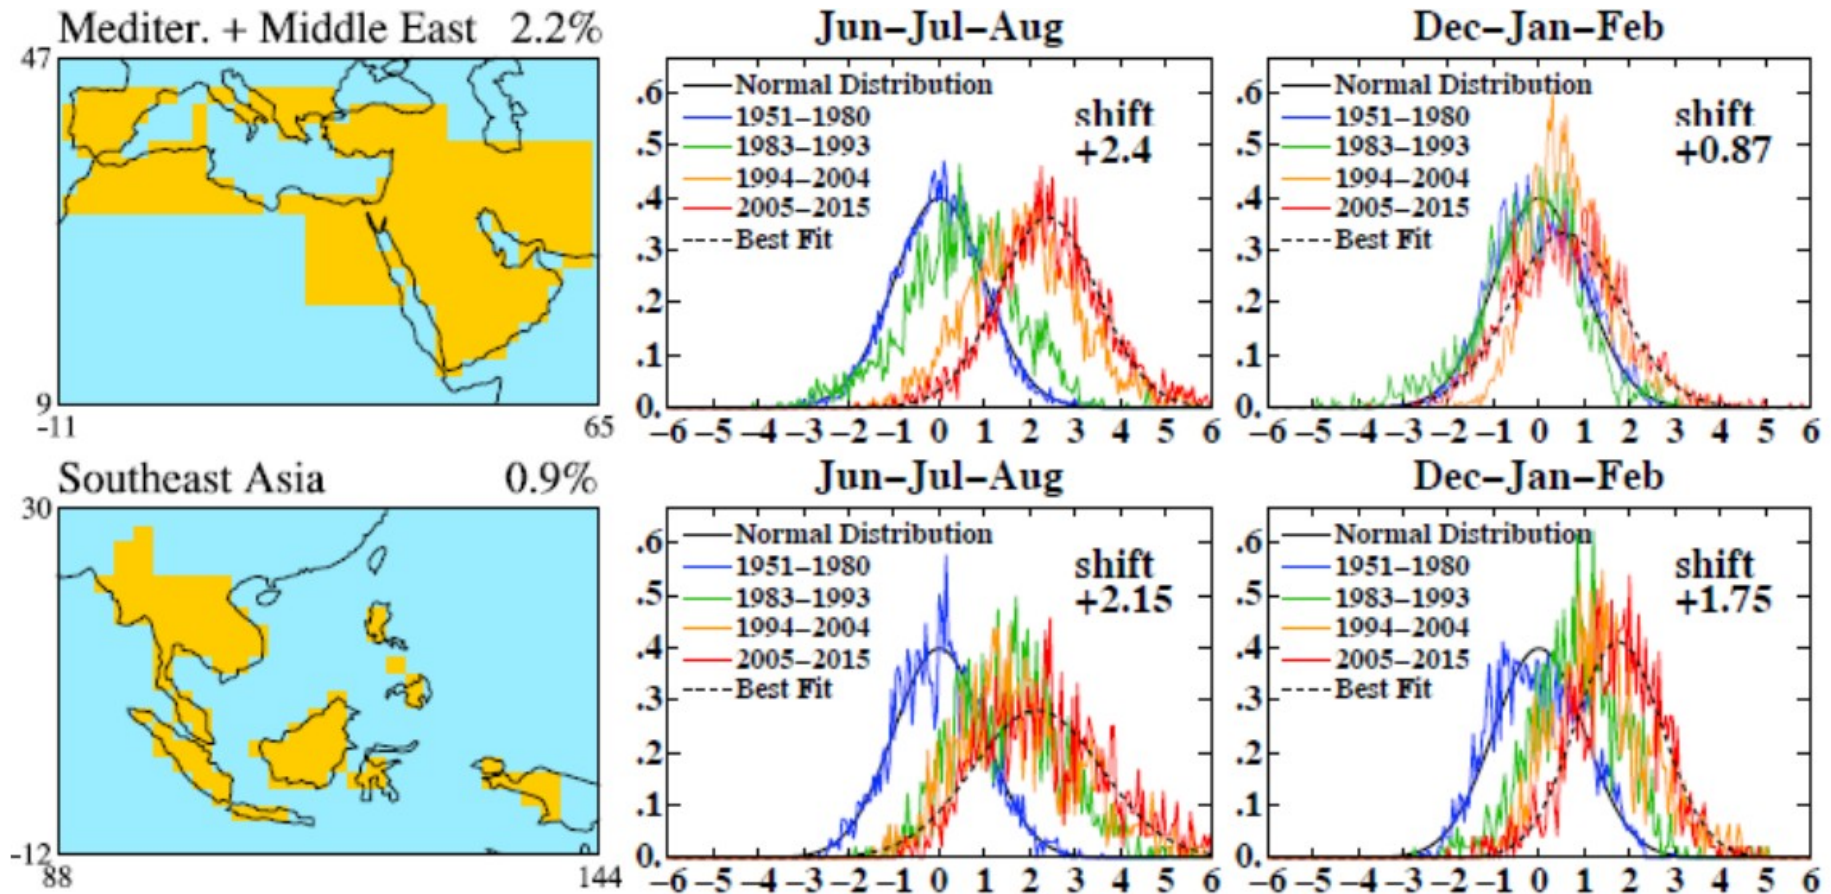 Mediter. + Middle East 2.2%
47
9
-11 65
Jun–Jul–Aug
Normal Distribution
1951–1980
1983–1993
1994–2004
2005–2015
Best Fit
shift
+2.4
.6
.5
.4
.3
.2
.1
0.
–6 –5 –4 –3 –2 –1 0 1 2 3 4 5 6
Dec–Jan–Feb
Normal Distribution
1951–1980
1983–1993
1994–2004
2005–2015
Best Fit
shift
+0.87
.6
.5
.4
.3
.2
.1
0.
–6 –5 –4 –3 –2 –1 0 1 2 3 4 5 6
Southeast Asia 0.9%
30
-12
88 144
Jun–Jul–Aug
Normal Distribution
1951–1980
1983–1993
1994–2004
2005–2015
Best Fit
shift
+2.15
.6
.5
.4
.3
.2
.1
0.
–6 –5 –4 –3 –2 –1 0 1 2 3 4 5 6
Dec–Jan–Feb
Normal Distribution
1951–1980
1983–1993
1994–2004
2005–2015
Best Fit
shift
+1.75
.6
.5
.4
.3
.2
.1
0.
–6 –5 –4 –3 –2 –1 0 1 2 3 4 5 6